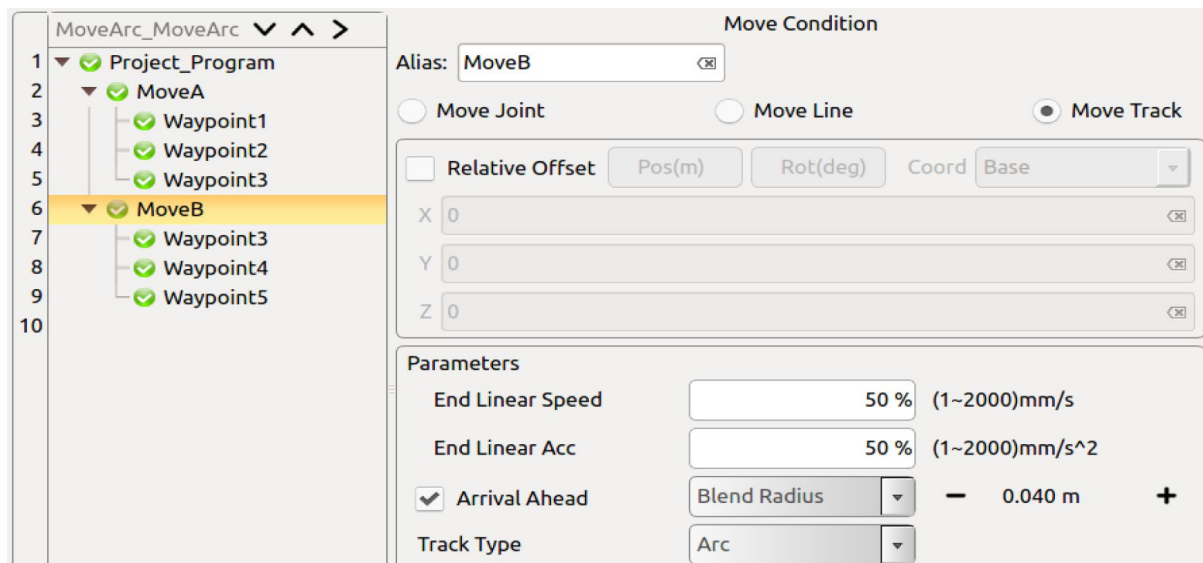 MoveArc_MoveArc
1 Project_Program
2 MoveA
3 Waypoint1
4 Waypoint2
5 Waypoint3
6 MoveB
7 Waypoint3
8 Waypoint4
9 Waypoint5
10
Move Condition
Alias: MoveB
Move Joint Move Line Move Track
Relative Offset Pos(m) Rot(deg) Coord Base
X 0
Y 0
Z 0
Parameters
End Linear Speed 50 % (1~2000)mm/s
End Linear Acc 50 % (1~2000)mm/s^2
Arrival Ahead Blend Radius − 0.040 m +
Track Type Arc